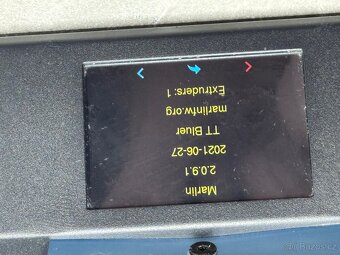 Marlin
2.0.9.1
2021-06-27
TT Bluer
marlinfw.org
Extruders: 1